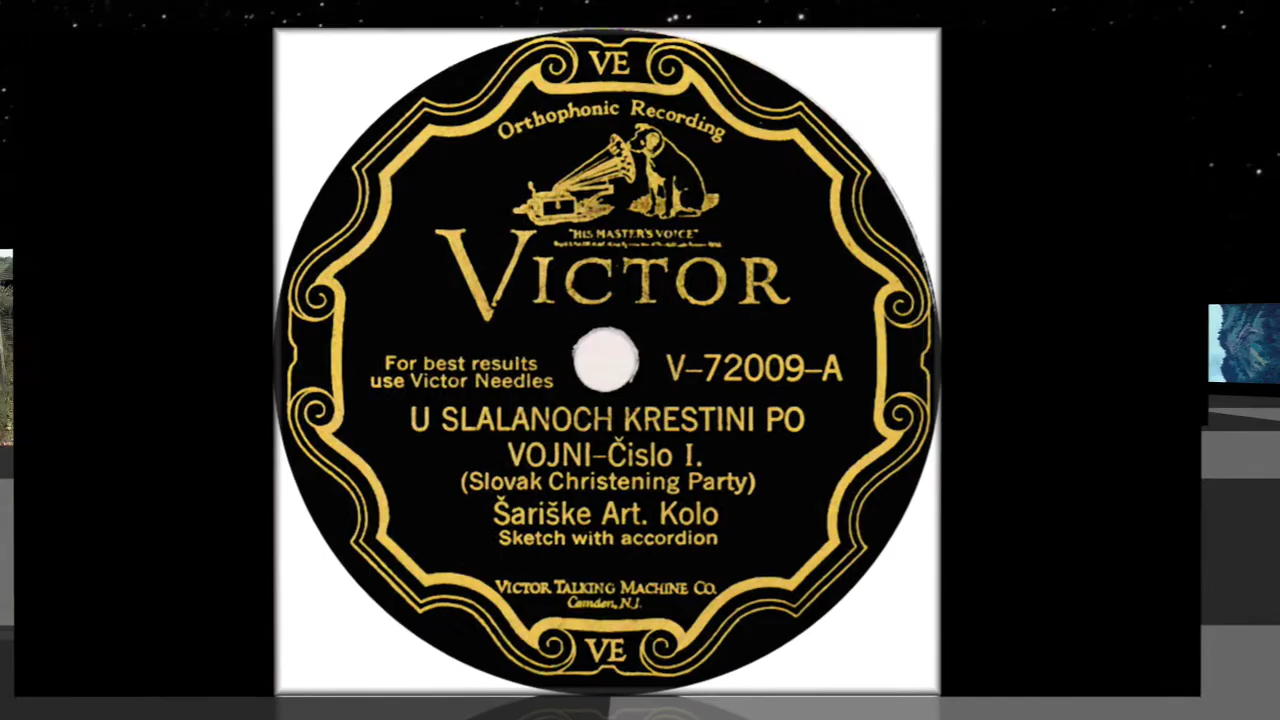 VE
Orthophonic Recording
"HIS MASTER'S VOICE"
VICTOR
For best results
use Victor Needles
V-72009-A
U SLALANOCH KRESTINI PO
VOJNI-Čislo I.
(Slovak Christening Party)
Šariške Art. Kolo
Sketch with accordion
VICTOR TALKING MACHINE CO.
Camden, N.J.
VE